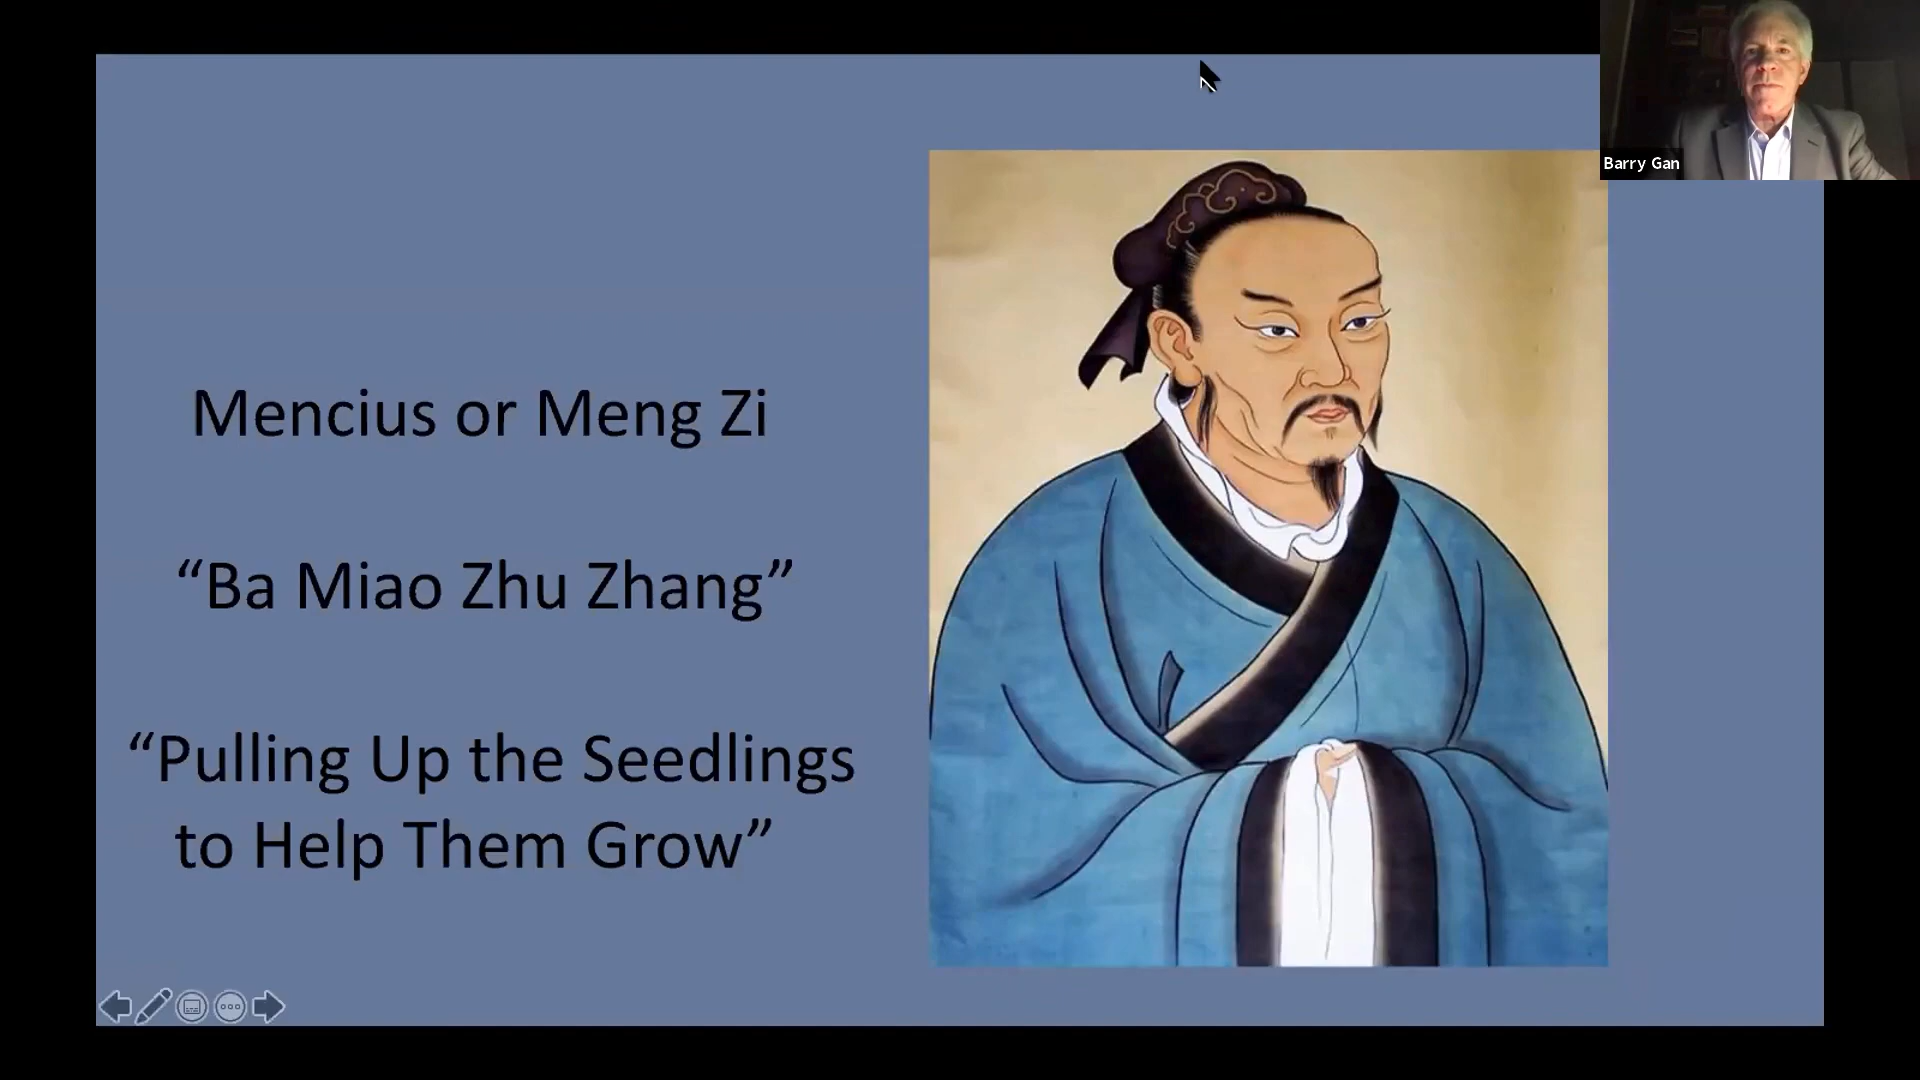 Barry Gan
Mencius or Meng Zi
“Ba Miao Zhu Zhang”
“Pulling Up the Seedlings
to Help Them Grow”